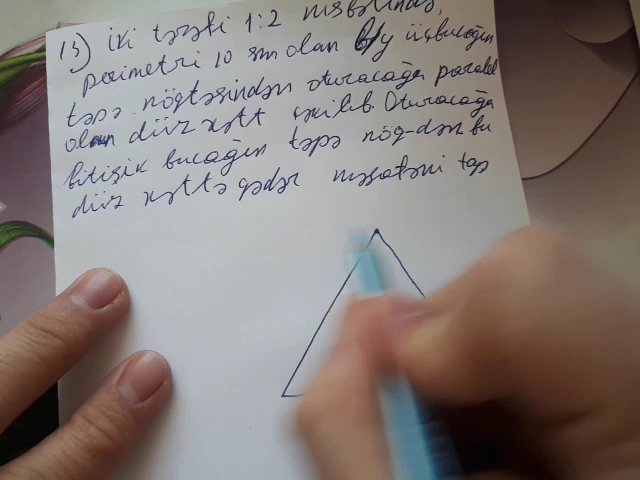 13) İki tərəfi 1:2 nisbətində,
perimetri 10 sm olan b/y üçbucağın
təpə nöqtəsindən oturacağa paralel
olan düz xətt çəkilib. Oturacağa
bitişik bucağın təpə nöq-dən bu
düz xəttə qədər məsafəni tap